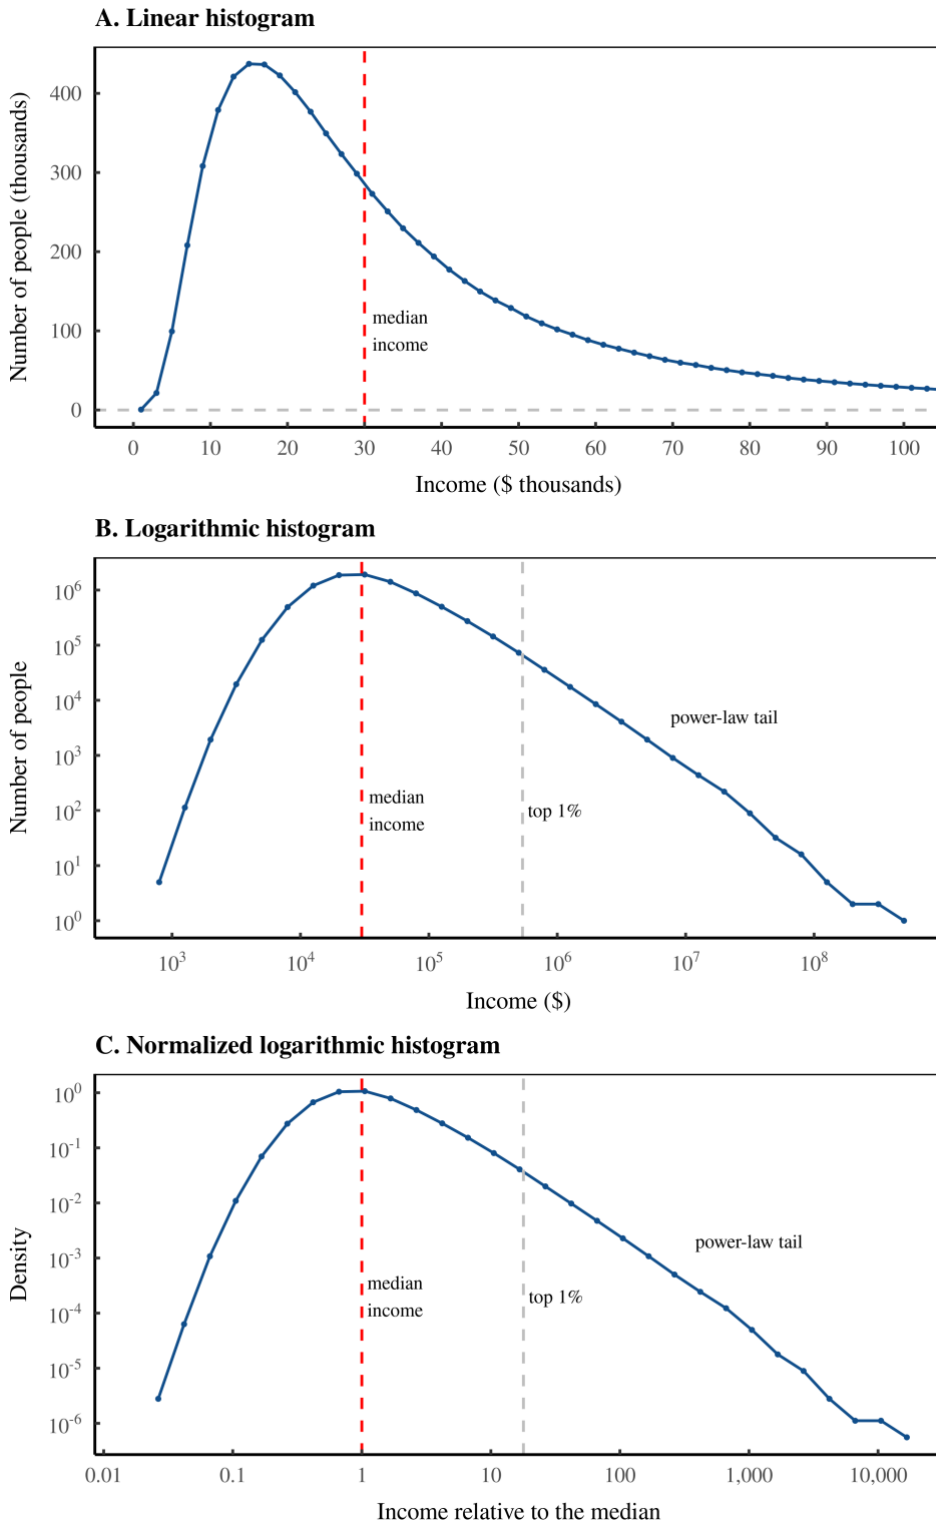 A. Linear histogram
Number of people (thousands)
400
300
200
100
0
median
income
0 10 20 30 40 50 60 70 80 90 100
Income ($ thousands)
B. Logarithmic histogram
Number of people
10⁶
10⁵
10⁴
10³
10²
10¹
10⁰
power-law tail
median
income
top 1%
10³ 10⁴ 10⁵ 10⁶ 10⁷ 10⁸
Income ($)
C. Normalized logarithmic histogram
Density
10⁰
10⁻¹
10⁻²
10⁻³
10⁻⁴
10⁻⁵
10⁻⁶
power-law tail
median
income
top 1%
0.01 0.1 1 10 100 1,000 10,000
Income relative to the median